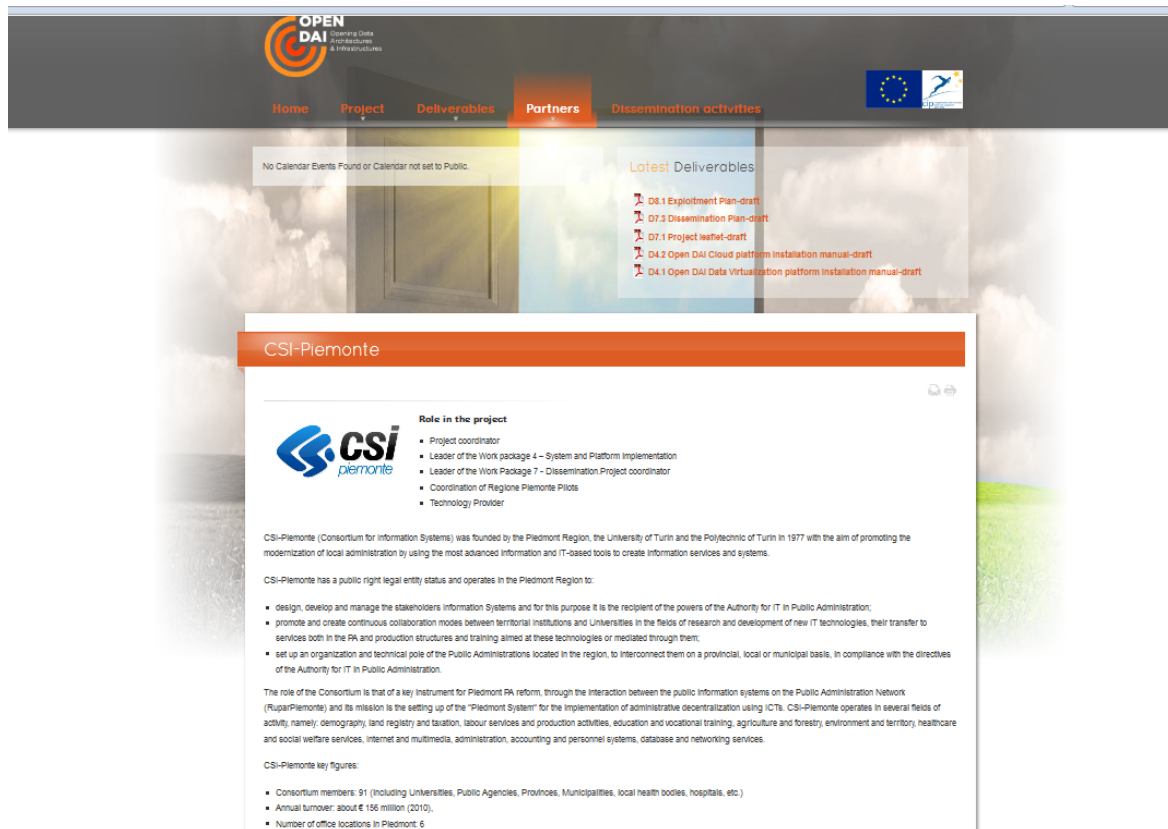 OPEN
DAI
Opening Data
Architectures
& Infrastructures
cip
Home Project Deliverables Partners Dissemination activities
No Calendar Events Found or Calendar not set to Public.
Latest Deliverables
D8.1 Exploitment Plan-draft
D7.3 Dissemination Plan-draft
D7.1 Project leaflet-draft
D4.2 Open DAI Cloud platform installation manual-draft
D4.1 Open DAI Data Virtualization platform installation manual-draft
CSI-Piemonte
csi
piemonte
Role in the project
Project coordinator
Leader of the Work package 4 – System and Platform Implementation
Leader of the Work Package 7 - Dissemination.Project coordinator
Coordination of Regione Piemonte Pilots
Technology Provider
CSI-Piemonte (Consortium for Information Systems) was founded by the Piedmont Region, the University of Turin and the Polytechnic of Turin in 1977 with the aim of promoting the
modernization of local administration by using the most advanced information and IT-based tools to create information services and systems.
CSI-Piemonte has a public right legal entity status and operates in the Piedmont Region to:
design, develop and manage the stakeholders Information Systems and for this purpose it is the recipient of the powers of the Authority for IT in Public Administration;
promote and create continuous collaboration modes between territorial institutions and Universities in the fields of research and development of new IT technologies, their transfer to
services both in the PA and production structures and training aimed at these technologies or mediated through them;
set up an organization and technical pole of the Public Administrations located in the region, to interconnect them on a provincial, local or municipal basis, in compliance with the directives
of the Authority for IT in Public Administration.
The role of the Consortium is that of a key instrument for Piedmont PA reform, through the interaction between the public information systems on the Public Administration Network
(RuparPiemonte) and its mission is the setting up of the "Piedmont System" for the implementation of administrative decentralization using ICTs. CSI-Piemonte operates in several fields of
activity, namely: demography, land registry and taxation, labour services and production activities, education and vocational training, agriculture and forestry, environment and territory, healthcare
and social welfare services, internet and multimedia, administration, accounting and personnel systems, database and networking services.
CSI-Piemonte key figures:
Consortium members: 91 (including Universities, Public Agencies, Provinces, Municipalities, local health bodies, hospitals, etc.)
Annual turnover: about € 156 million (2010),
Number of office locations in Piedmont: 6